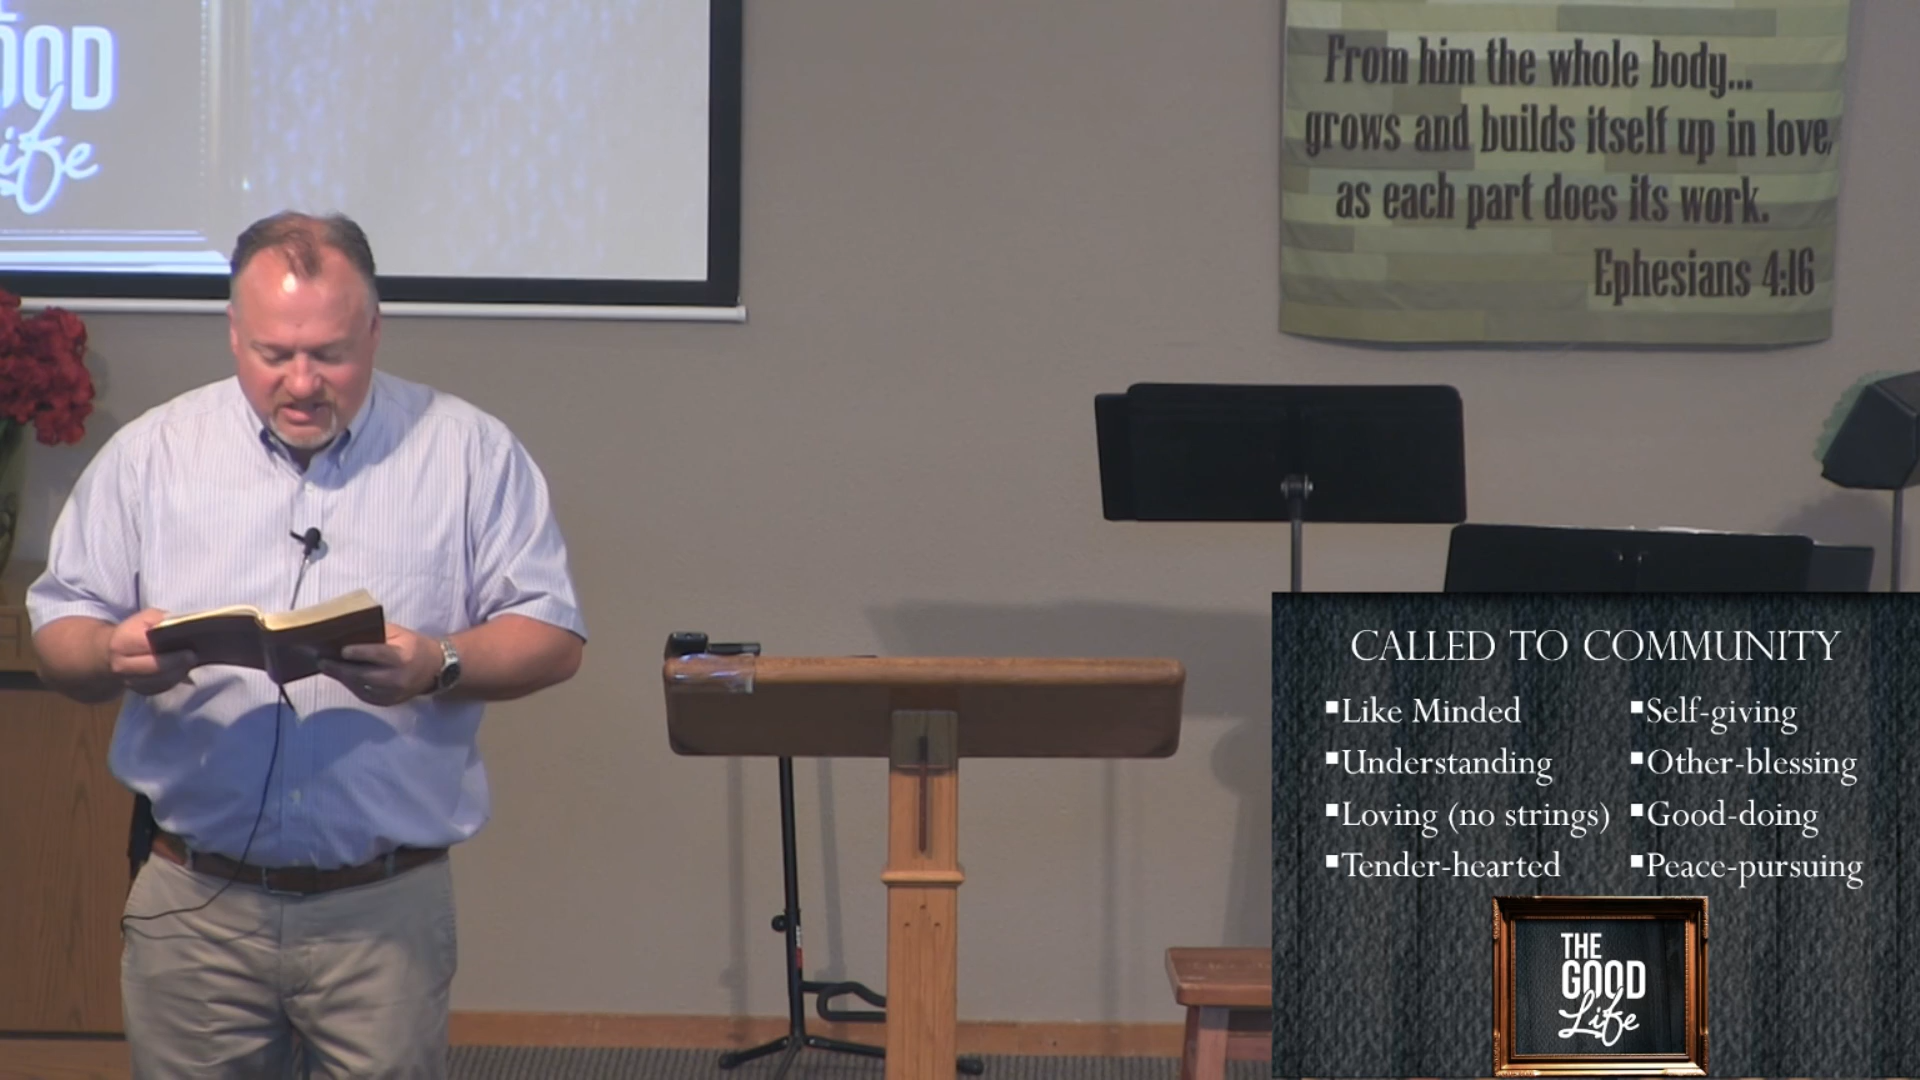 OOD
Life
From him the whole body...
grows and builds itself up in love,
as each part does its work.
Ephesians 4:16
CALLED TO COMMUNITY
▪Like Minded
▪Understanding
▪Loving (no strings)
▪Tender-hearted
▪Self-giving
▪Other-blessing
▪Good-doing
▪Peace-pursuing
THE
GOOD
Life